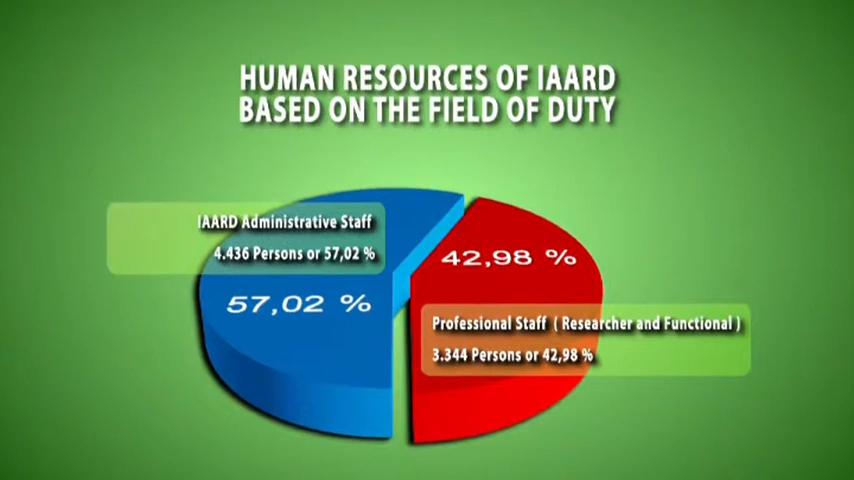 HUMAN RESOURCES OF IAARD
BASED ON THE FIELD OF DUTY
IAARD Administrative Staff
4.436 Persons or 57,02 %
57,02 %
42,98 %
Professional Staff ( Researcher and Functional )
3.344 Persons or 42,98 %